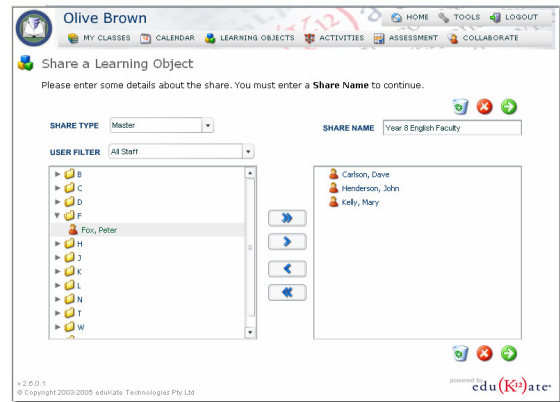 Olive Brown
HOME TOOLS LOGOUT
MY CLASSES CALENDAR LEARNING OBJECTS ACTIVITIES ASSESSMENT COLLABORATE
Share a Learning Object
Please enter some details about the share. You must enter a Share Name to continue.
SHARE TYPE Master
SHARE NAME Year 8 English Faculty
USER FILTER All Staff
B
C
D
F
Fox, Peter
H
J
K
L
N
T
W
Carlson, Dave
Henderson, John
Kelly, Mary
v 2.6.0.1
© Copyright 2003-2006 eduKate Technologies Pty Ltd
powered by edu(K12)ate